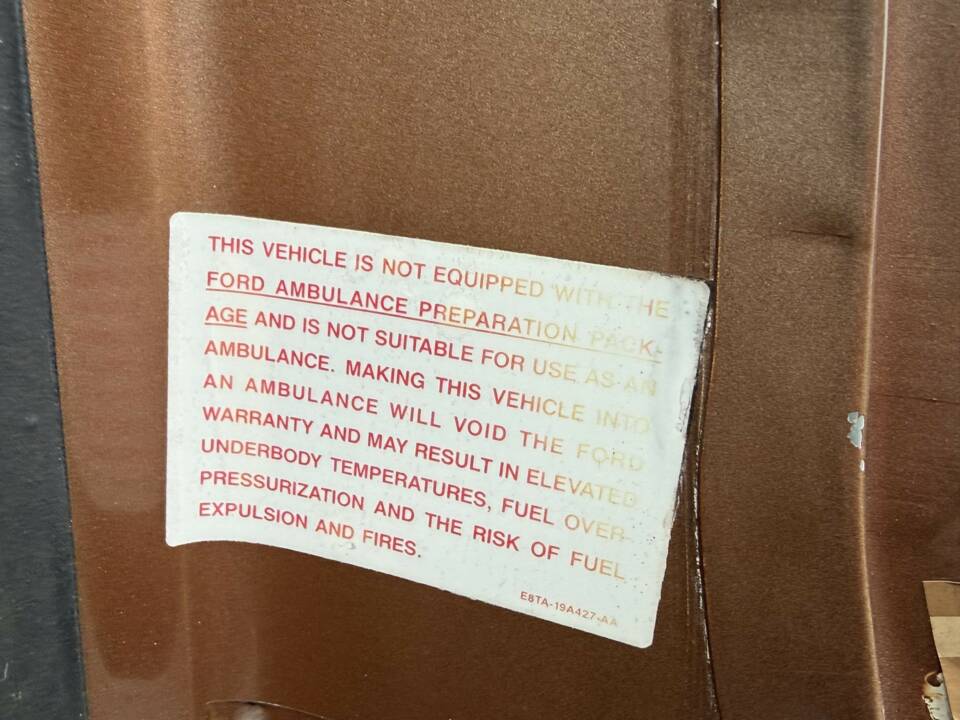 THIS VEHICLE IS NOT EQUIPPED WITH THE
FORD AMBULANCE PREPARATION PACK-
AGE AND IS NOT SUITABLE FOR USE AS AN
AMBULANCE. MAKING THIS VEHICLE INTO
AN AMBULANCE WILL VOID THE FORD
WARRANTY AND MAY RESULT IN ELEVATED
UNDERBODY TEMPERATURES, FUEL OVER-
PRESSURIZATION AND THE RISK OF FUEL
EXPULSION AND FIRES.
E8TA-19A427-AA